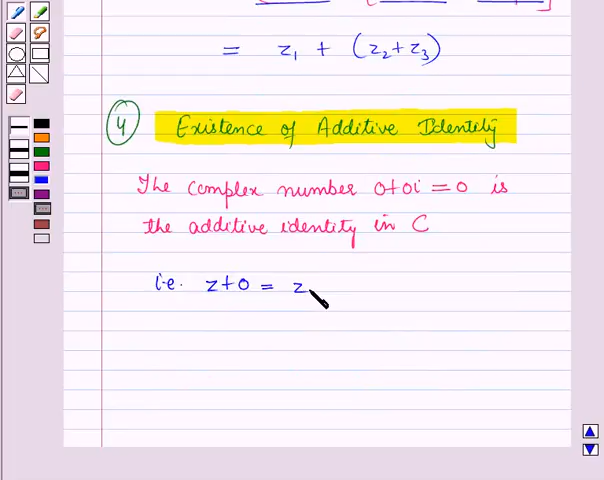 = z₁ + (z₂+z₃)
4 Existence of Additive Identity
The complex number 0+0i = 0 is
the additive identity in C
i.e. z+0 = z